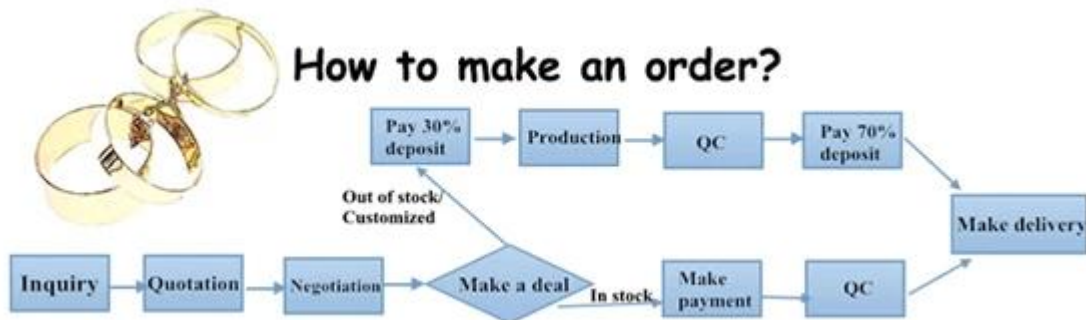 How to make an order?
Pay 30%
deposit
Production
QC
Pay 70%
deposit
Out of stock/
Customized
Make delivery
Inquiry
Quotation
Negotiation
Make a deal
In stock
Make
payment
QC